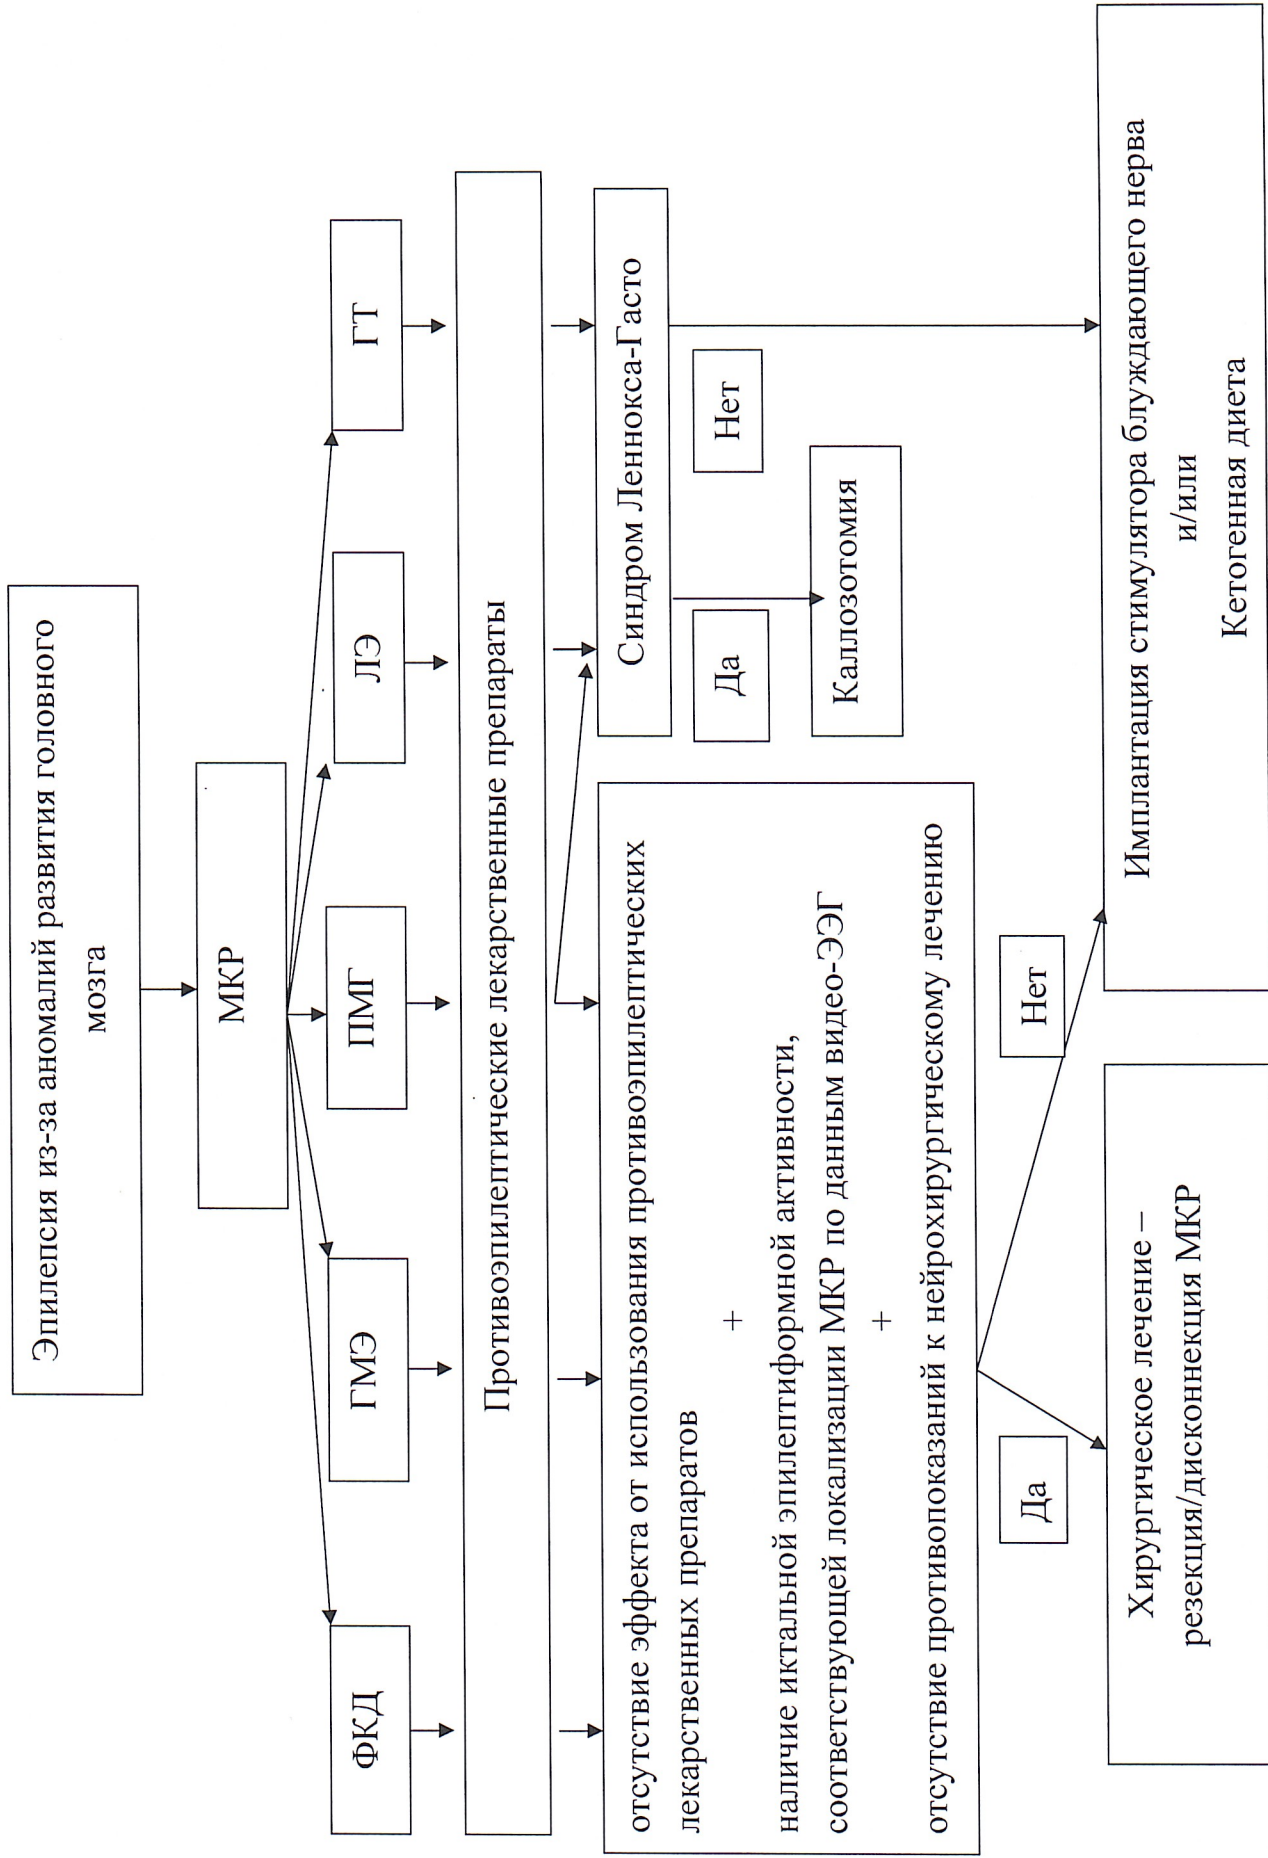 Эпилепсия из-за аномалий развития головного
мозга
МКР
ФКД
ГМЭ
ПМГ
ЛЭ
ГТ
Противоэпилептические лекарственные препараты
отсутствие эффекта от использования противоэпилептических
лекарственных препаратов
+
наличие иктальной эпилептиформной активности,
соответствующей локализации МКР по данным видео-ЭЭГ
+
отсутствие противопоказаний к нейрохирургическому лечению
Синдром Леннокса-Гасто
Да
Нет
Каллозотомия
Да
Нет
Хирургическое лечение –
резекция/дисконнекция МКР
Имплантация стимулятора блуждающего нерва
и/или
Кетогенная диета